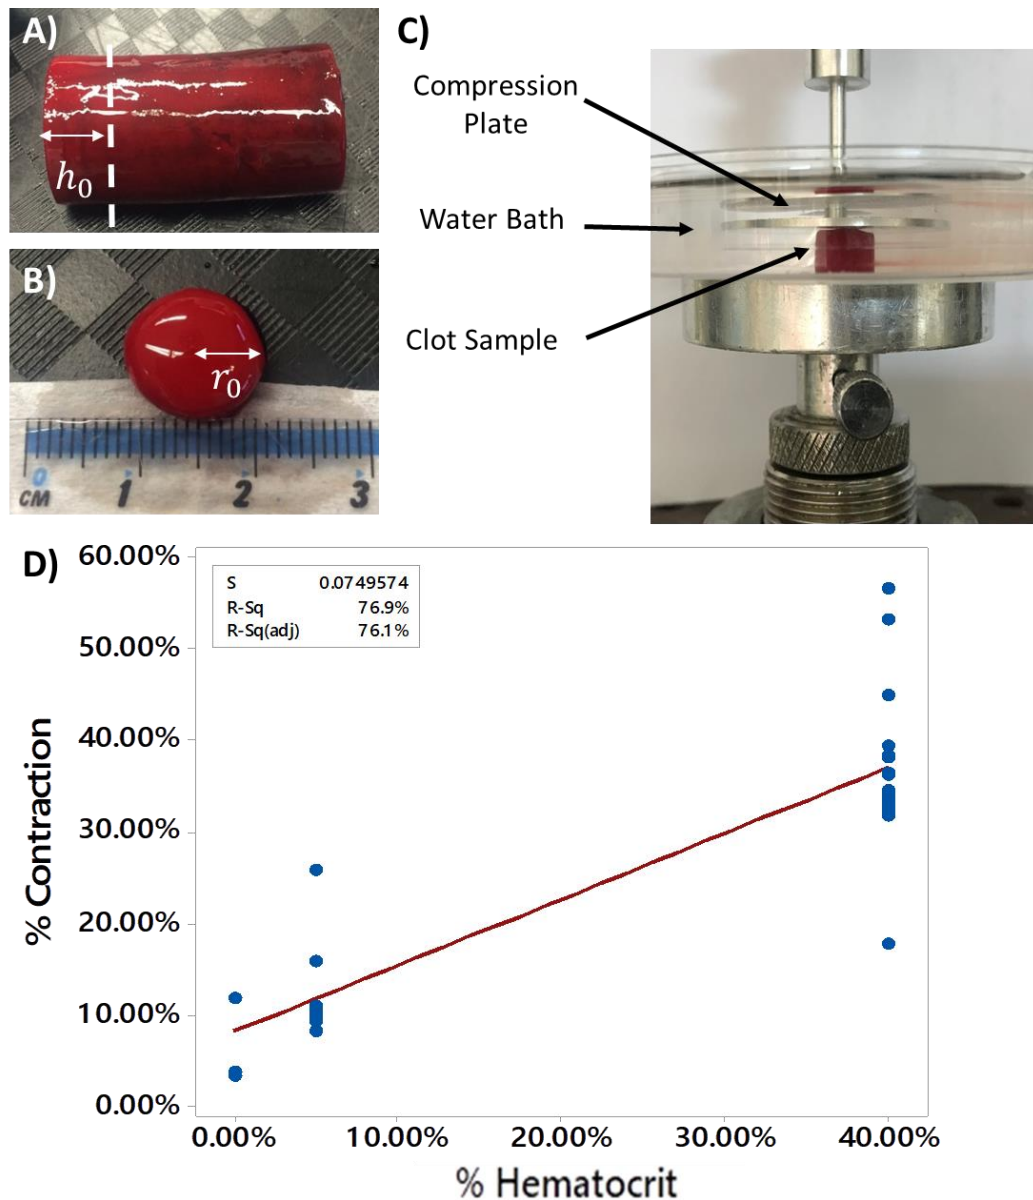 A)
h₀
B)
r₀
0 1 2 3
CM
C)
Compression
Plate
Water Bath
Clot Sample
D)
S 0.0749574
R-Sq 76.9%
R-Sq(adj) 76.1%
% Contraction
60.00%
50.00%
40.00%
30.00%
20.00%
10.00%
0.00%
0.00% 10.00% 20.00% 30.00% 40.00%
% Hematocrit